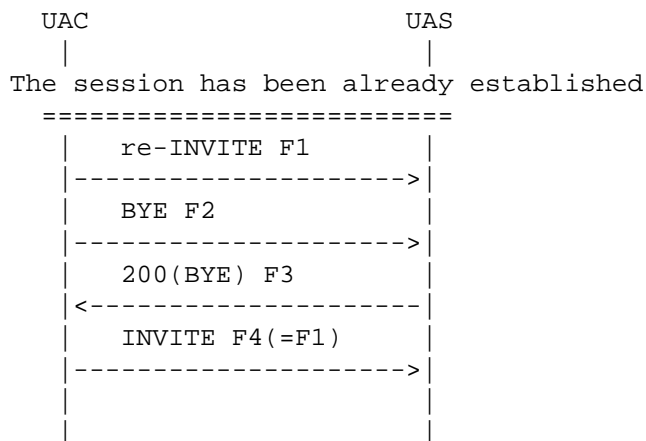 UAC                    UAS
|                      |
The session has been already established
==========================
|   re-INVITE F1       |
|--------------------->|
|   BYE F2             |
|--------------------->|
|   200(BYE) F3        |
|<---------------------|
|   INVITE F4(=F1)     |
|--------------------->|
|                      |
|                      |